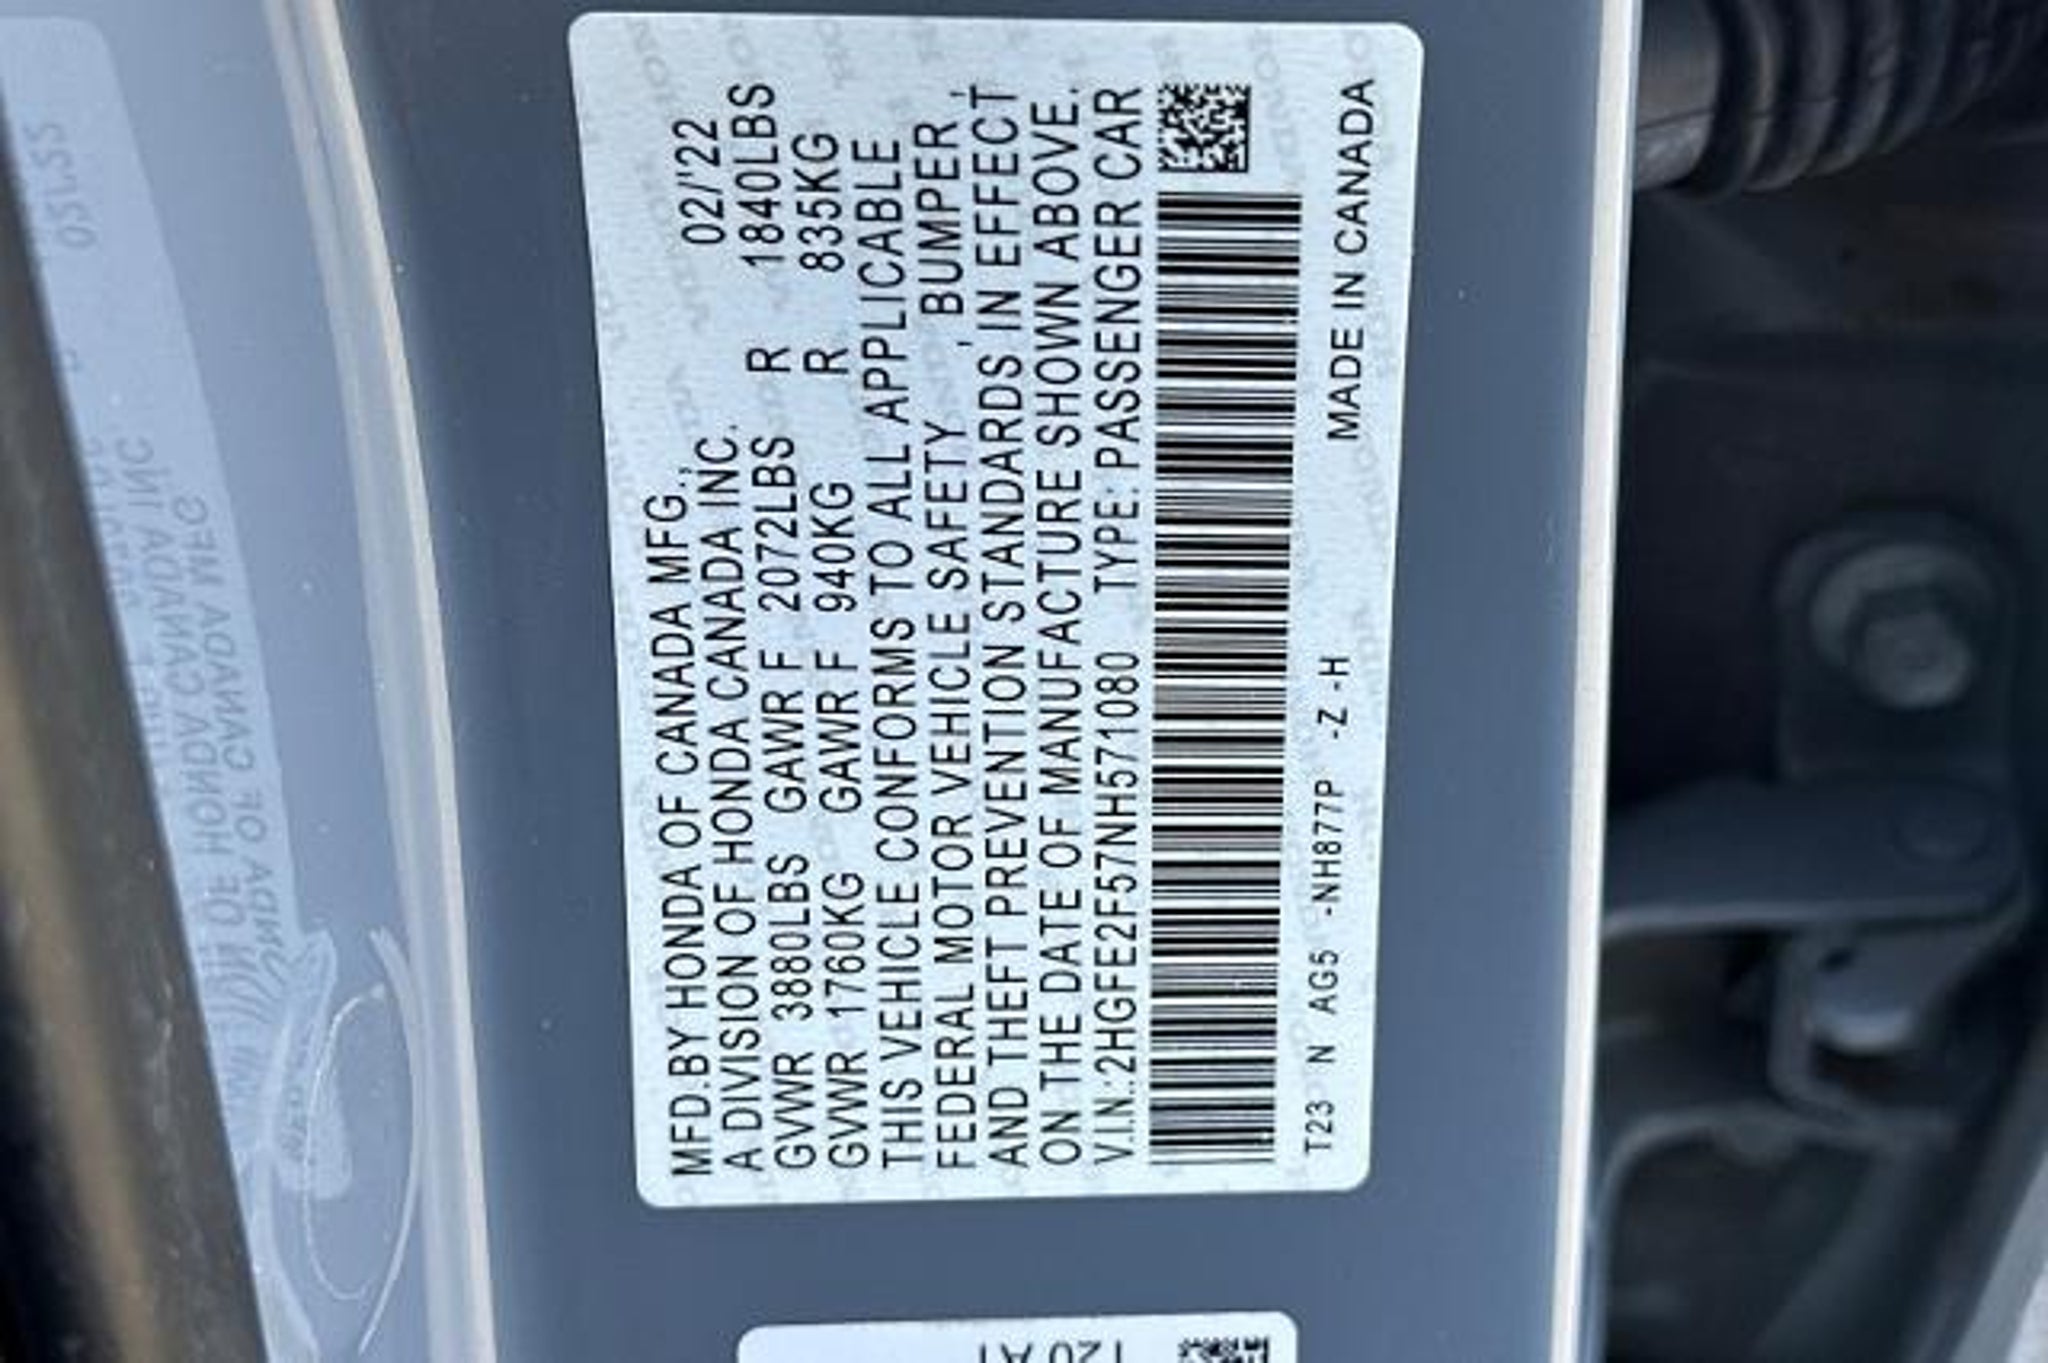 MFD.BY HONDA OF CANADA MFG.,
A DIVISION OF HONDA CANADA INC. 02/'22
GVWR 3880LBS GAWR F 2072LBS R 1840LBS
GVWR 1760KG GAWR F 940KG R 835KG
THIS VEHICLE CONFORMS TO ALL APPLICABLE
FEDERAL MOTOR VEHICLE SAFETY , BUMPER,
AND THEFT PREVENTION STANDARDS IN EFFECT
ON THE DATE OF MANUFACTURE SHOWN ABOVE.
V.I.N.:2HGFE2F57NH571080 TYPE: PASSENGER CAR
T23 N AG5 -NH877P -Z -H MADE IN CANADA